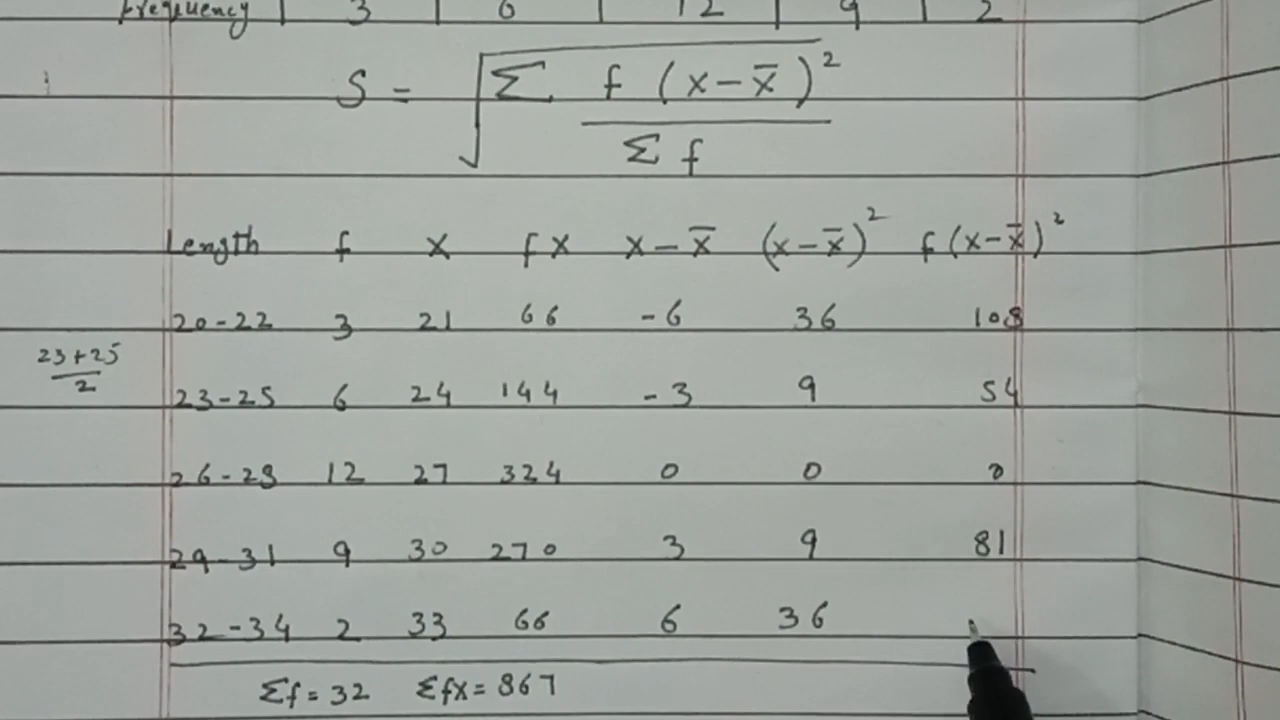 frequency 3 6 12 9 2
S = √ Σ f (x-x̄)² / Σ f
Length f x fx x-x̄ (x-x̄)² f(x-x̄)²
20-22 3 21 66 -6 36 108
23+25 / 2
23-25 6 24 144 -3 9 54
26-28 12 27 324 0 0 0
29-31 9 30 270 3 9 81
32-34 2 33 66 6 36
Σf = 32 Σfx = 867